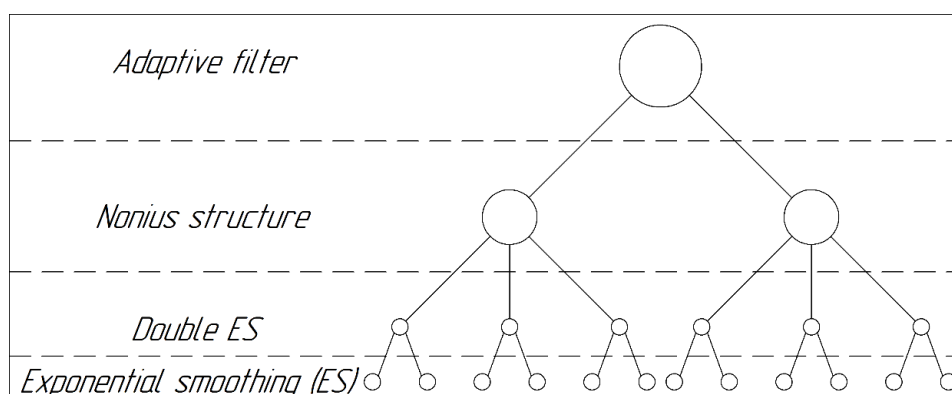 Adaptive filter
Nonius structure
Double ES
Exponential smoothing (ES)